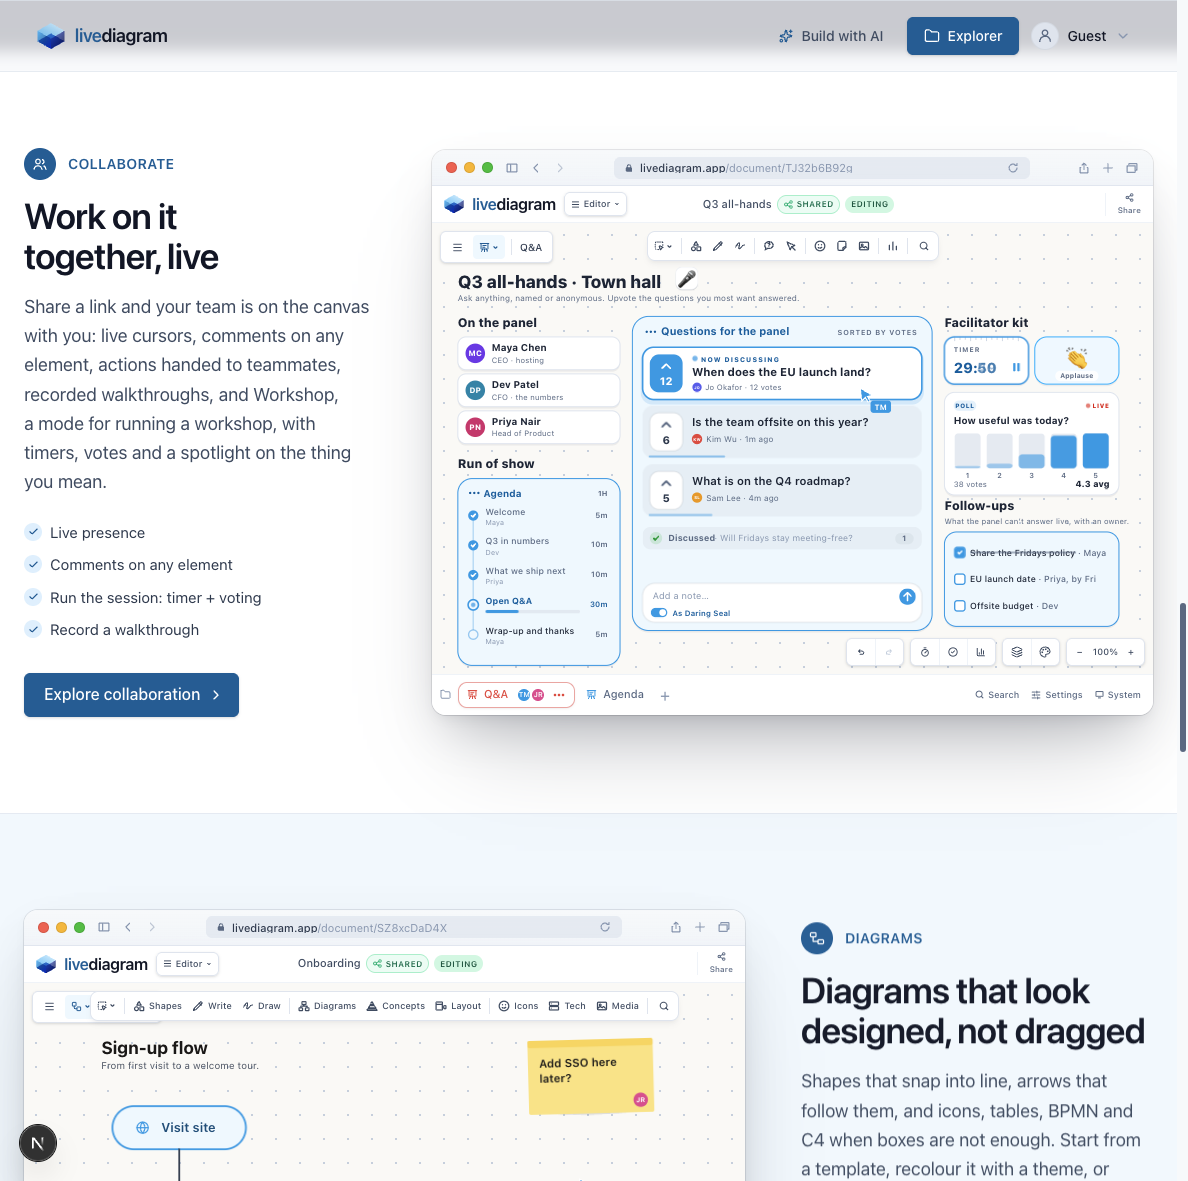 livediagram
Build with AI
Explorer
Guest
COLLABORATE
Work on it
together, live
Share a link and your team is on the canvas
with you: live cursors, comments on any
element, actions handed to teammates,
recorded walkthroughs, and Workshop,
a mode for running a workshop, with
timers, votes and a spotlight on the thing
you mean.
Live presence
Comments on any element
Run the session: timer + voting
Record a walkthrough
Explore collaboration
livediagram.app/document/TJ32b6B92g
livediagram
Editor
Q3 all-hands
SHARED
EDITING
Share
Q&A
Q3 all-hands · Town hall
Ask anything, named or anonymous. Upvote the questions you most want answered.
On the panel
MC
Maya Chen
CEO · hosting
DP
Dev Patel
CFO · the numbers
PN
Priya Nair
Head of Product
Run of show
Agenda
1H
Welcome
5m
Maya
Q3 in numbers
10m
Dev
What we ship next
10m
Priya
Open Q&A
30m
Wrap-up and thanks
5m
Maya
Questions for the panel
SORTED BY VOTES
12
NOW DISCUSSING
When does the EU launch land?
Jo Okafor · 12 votes
TM
6
Is the team offsite on this year?
Kim Wu · 1m ago
5
What is on the Q4 roadmap?
Sam Lee · 4m ago
Discussed · Will Fridays stay meeting-free?
1
Add a note...
As Daring Seal
Facilitator kit
TIMER
29:50
Applause
POLL
LIVE
How useful was today?
1 2 3 4 5
38 votes
4.3 avg
Follow-ups
What the panel can't answer live, with an owner.
Share the Fridays policy · Maya
EU launch date · Priya, by Fri
Offsite budget · Dev
100%
Q&A
TM
JR
Agenda
Search
Settings
System
livediagram.app/document/SZ8xcDaD4X
livediagram
Editor
Onboarding
SHARED
EDITING
Share
Shapes
Write
Draw
Diagrams
Concepts
Layout
Icons
Tech
Media
Sign-up flow
From first visit to a welcome tour.
Add SSO here
later?
JR
Visit site
N
DIAGRAMS
Diagrams that look
designed, not dragged
Shapes that snap into line, arrows that
follow them, and icons, tables, BPMN and
C4 when boxes are not enough. Start from
a template, recolour it with a theme, or